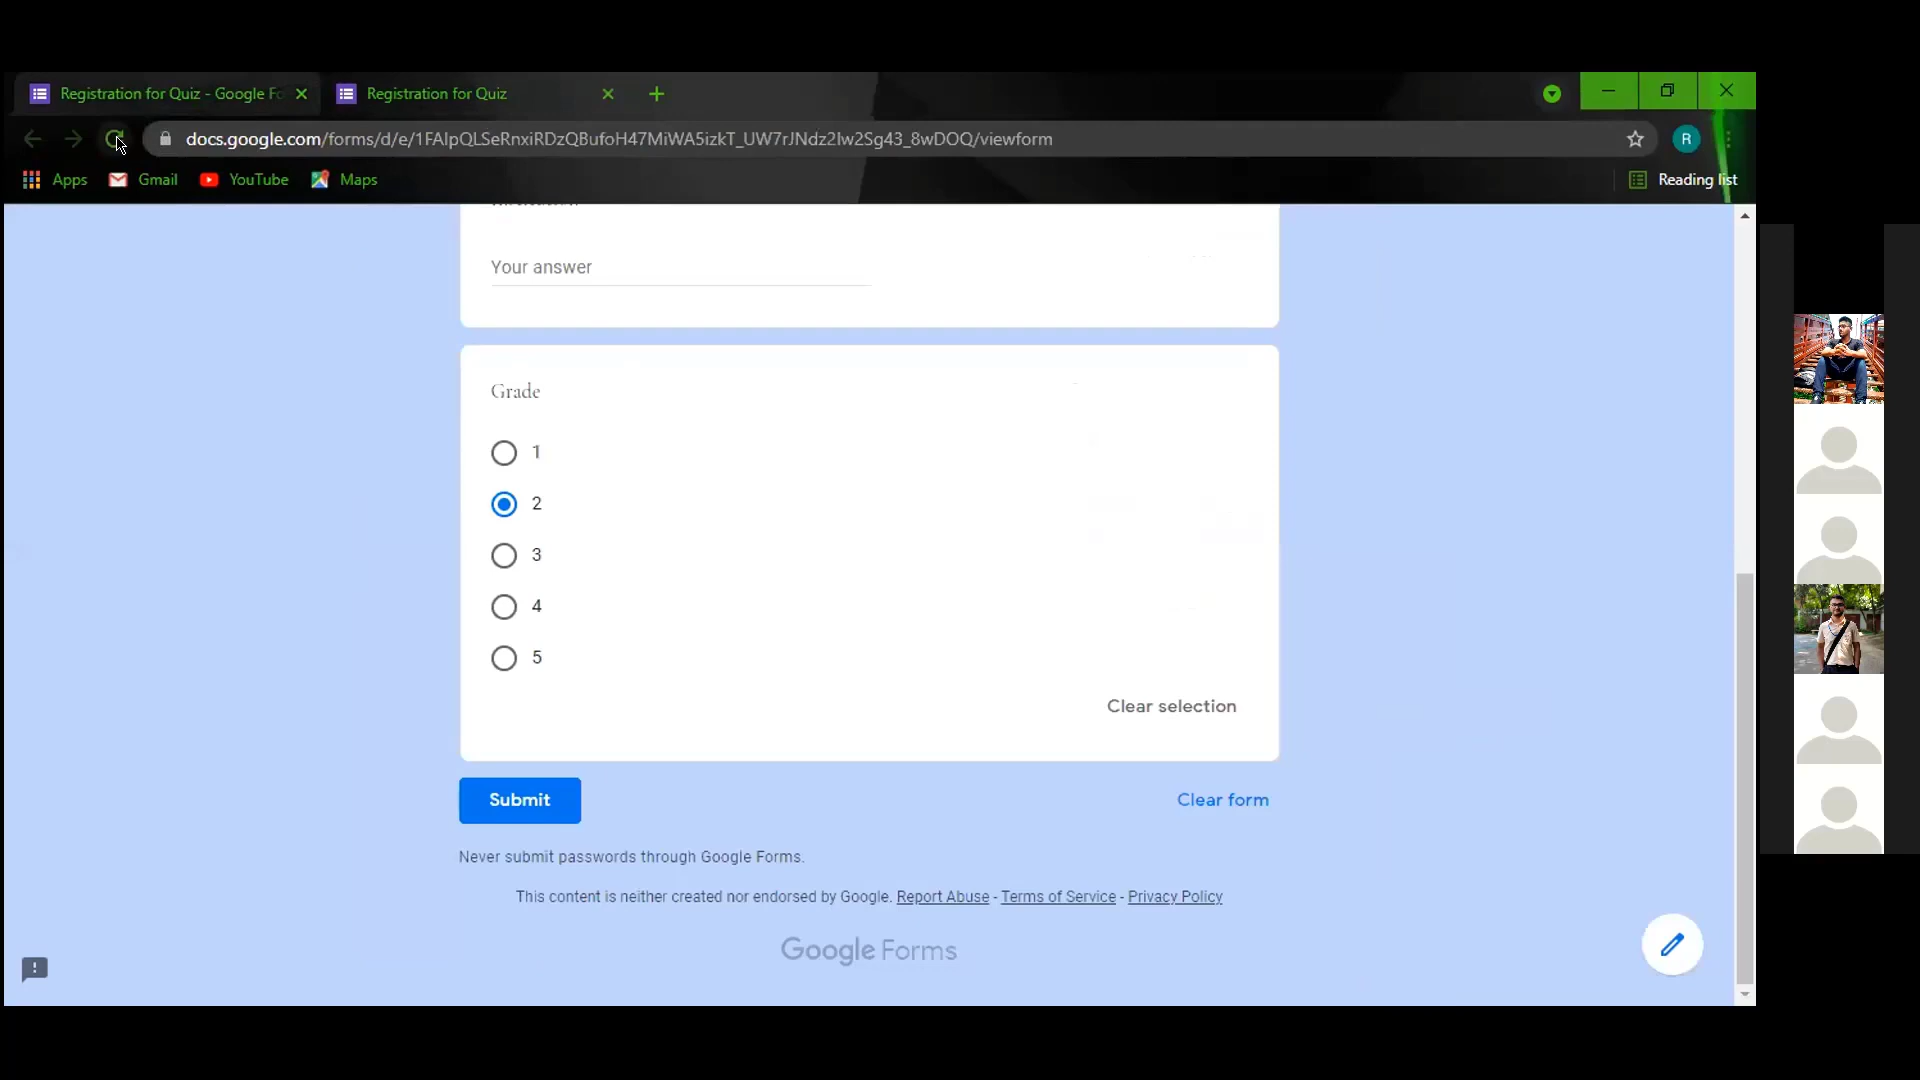 Registration for Quiz - Google Fo
Registration for Quiz
docs.google.com/forms/d/e/1FAIpQLSeRnxiRDzQBufoH47MiWA5izkT_UW7rJNdz2Iw2Sg43_8wDOQ/viewform
R
Apps
Gmail
YouTube
Maps
Reading list
Your answer
Grade
1
2
3
4
5
Clear selection
Submit
Clear form
Never submit passwords through Google Forms.
This content is neither created nor endorsed by Google. Report Abuse - Terms of Service - Privacy Policy
Google Forms